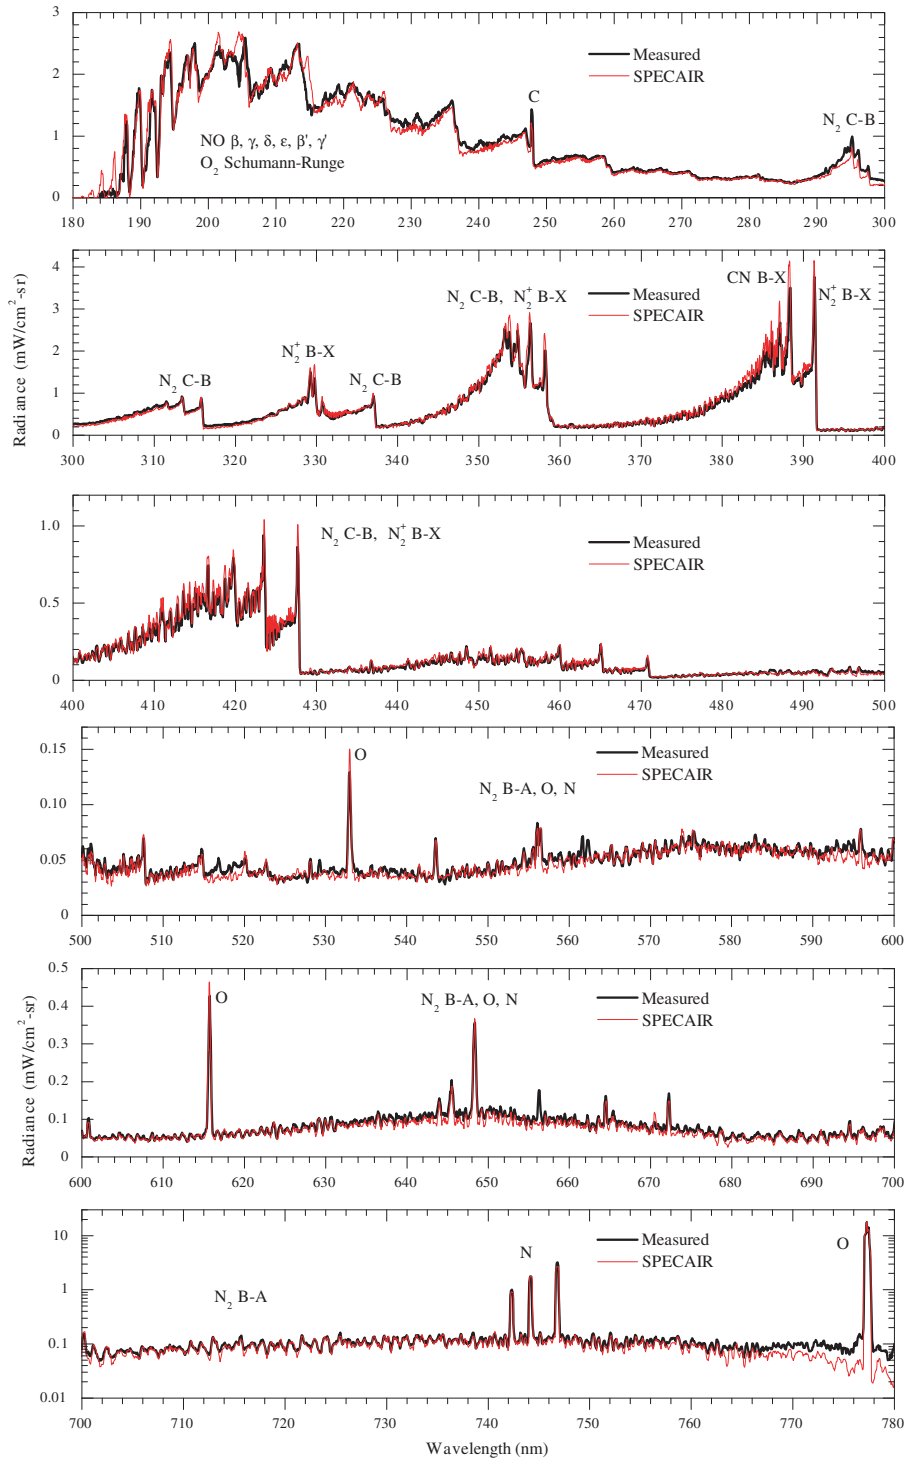 3
2
1
0
Measured
SPECAIR
C
N₂ C-B
NO β, γ, δ, ε, β', γ'
O₂ Schumann-Runge
180 190 200 210 220 230 240 250 260 270 280 290 300
Radiance (mW/cm²-sr)
4
3
2
1
0
N₂ C-B
N₂⁺ B-X
N₂ C-B
N₂ C-B, N₂⁺ B-X
Measured
SPECAIR
CN B-X
N₂⁺ B-X
300 310 320 330 340 350 360 370 380 390 400
1.0
0.5
0
N₂ C-B, N₂⁺ B-X
Measured
SPECAIR
400 410 420 430 440 450 460 470 480 490 500
0.15
0.10
0.05
0
O
N₂ B-A, O, N
Measured
SPECAIR
500 510 520 530 540 550 560 570 580 590 600
Radiance (mW/cm²-sr)
0.5
0.4
0.3
0.2
0.1
0
O
N₂ B-A, O, N
Measured
SPECAIR
600 610 620 630 640 650 660 670 680 690 700
10
1
0.1
0.01
N₂ B-A
N
Measured
SPECAIR
O
700 710 720 730 740 750 760 770 780
Wavelength (nm)